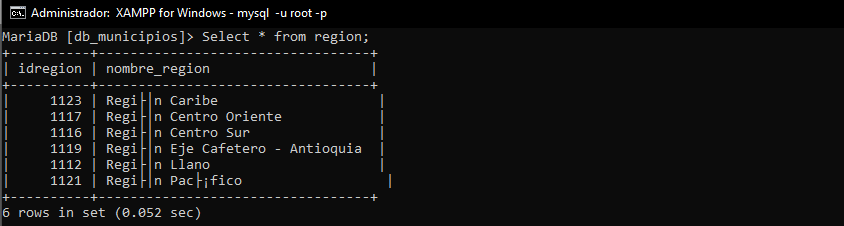 Administrador: XAMPP for Windows - mysql -u root -p
MariaDB [db_municipios]> Select * from region;
+----------+----------------------------------+
| idregion | nombre_region                    |
+----------+----------------------------------+
|     1123 | Regi├│n Caribe                    |
|     1117 | Regi├│n Centro Oriente            |
|     1116 | Regi├│n Centro Sur                |
|     1119 | Regi├│n Eje Cafetero - Antioquia  |
|     1112 | Regi├│n Llano                     |
|     1121 | Regi├│n Pac├¡fico                  |
+----------+----------------------------------+
6 rows in set (0.052 sec)